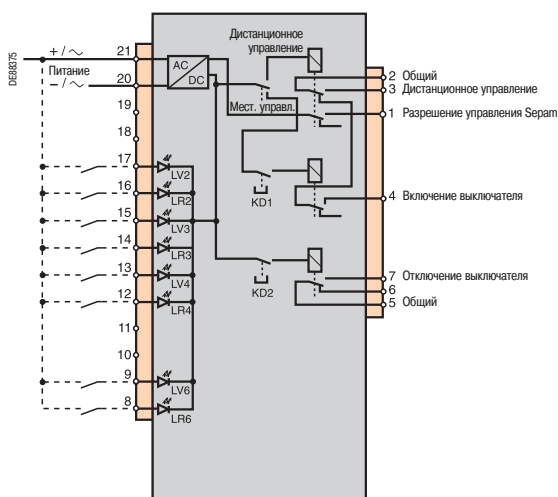 DE88375
+ / ~
Питание
– / ~
21
20
19
18
17
16
15
14
13
12
11
10
9
8
AC
DC
LV2
LR2
LV3
LR3
LV4
LR4
LV6
LR6
Дистанционное
управление
Мест. управл.
KD1
KD2
2 Общий
3 Дистанционное управление
1 Разрешение управления Sepam
4 Включение выключателя
7 Отключение выключателя
6
5 Общий